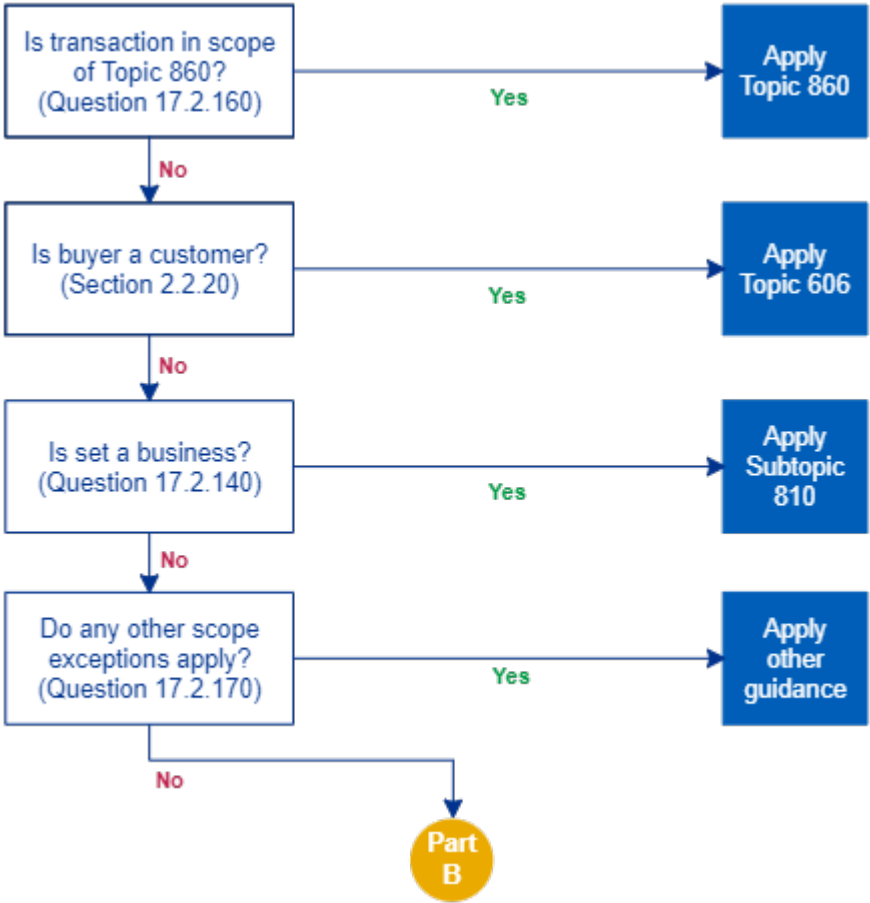 Is transaction in scope
of Topic 860?
(Question 17.2.160)
Yes
Apply
Topic 860
No
Is buyer a customer?
(Section 2.2.20)
Yes
Apply
Topic 606
No
Is set a business?
(Question 17.2.140)
Yes
Apply
Subtopic
810
No
Do any other scope
exceptions apply?
(Question 17.2.170)
Yes
Apply
other
guidance
No
Part
B